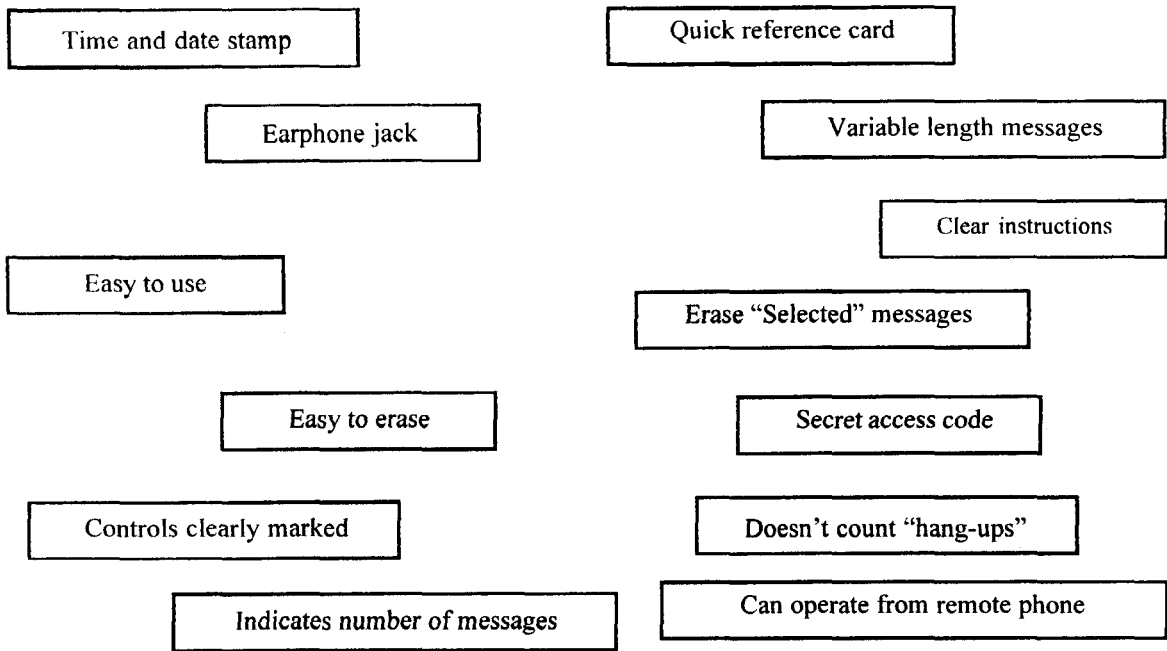 Time and date stamp
Quick reference card
Earphone jack
Variable length messages
Clear instructions
Easy to use
Erase “Selected” messages
Easy to erase
Secret access code
Controls clearly marked
Doesn't count “hang-ups”
Indicates number of messages
Can operate from remote phone